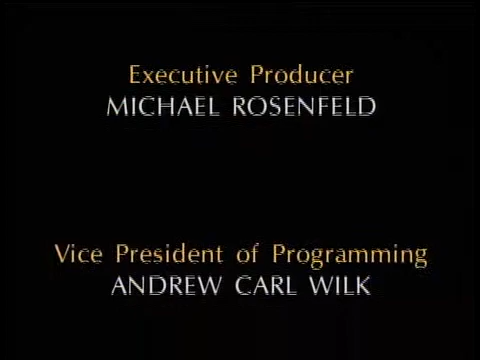 Executive Producer
MICHAEL ROSENFELD
Vice President of Programming
ANDREW CARL WILK